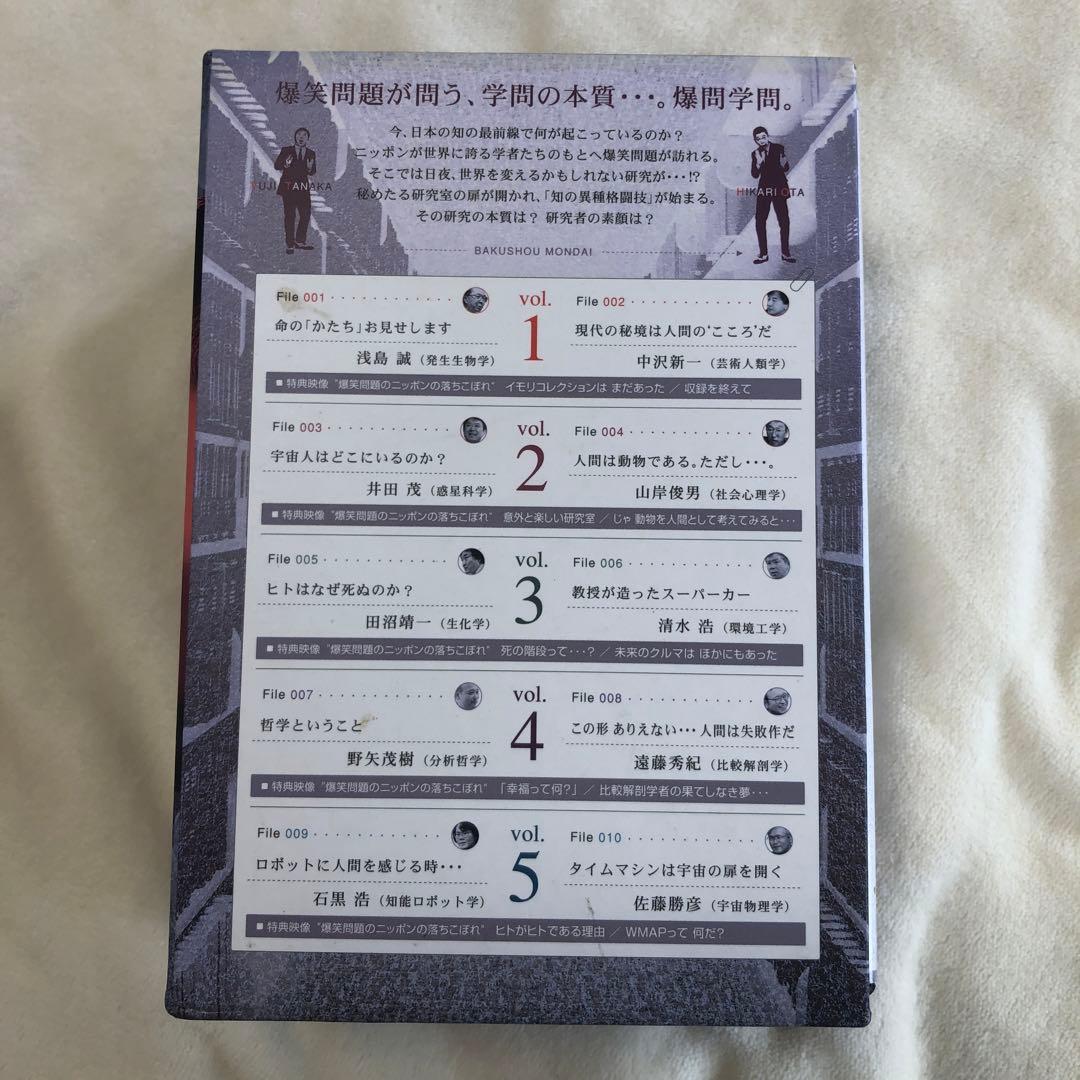 爆笑問題が問う、学問の本質・・・。爆問学問。
今、日本の知の最前線で何が起こっているのか？
ニッポンが世界に誇る学者たちのもとへ爆笑問題が訪れる。
そこでは日夜、世界を変えるかもしれない研究が・・・!?
秘めたる研究室の扉が開かれ、「知の異種格闘技」が始まる。
その研究の本質は？ 研究者の素顔は？
YUJI TANAKA
HIKARI OTA
BAKUSHOU MONDAI
File 001
命の「かたち」お見せします
浅島 誠（発生生物学）
vol. 1
File 002
現代の秘境は人間の‘こころ’だ
中沢新一（芸術人類学）
■ 特典映像 “爆笑問題のニッポンの落ちこぼれ” イモリコレクションは まだあった ／ 収録を終えて
File 003
宇宙人はどこにいるのか？
井田 茂（惑星科学）
vol. 2
File 004
人間は動物である。ただし・・・。
山岸俊男（社会心理学）
■ 特典映像 “爆笑問題のニッポンの落ちこぼれ” 意外と楽しい研究室 ／ じゃ 動物を人間として考えてみると・・・
File 005
ヒトはなぜ死ぬのか？
田沼靖一（生化学）
vol. 3
File 006
教授が造ったスーパーカー
清水 浩（環境工学）
■ 特典映像 “爆笑問題のニッポンの落ちこぼれ” 死の階段って・・・？ ／ 未来のクルマは ほかにもあった
File 007
哲学ということ
野矢茂樹（分析哲学）
vol. 4
File 008
この形 ありえない・・・ 人間は失敗作だ
遠藤秀紀（比較解剖学）
■ 特典映像 “爆笑問題のニッポンの落ちこぼれ” 「幸福って何？」 ／ 比較解剖学者の果てしなき夢・・・
File 009
ロボットに人間を感じる時・・・
石黒 浩（知能ロボット学）
vol. 5
File 010
タイムマシンは宇宙の扉を開く
佐藤勝彦（宇宙物理学）
■ 特典映像 “爆笑問題のニッポンの落ちこぼれ” ヒトがヒトである理由 ／ WMAPって 何だ？